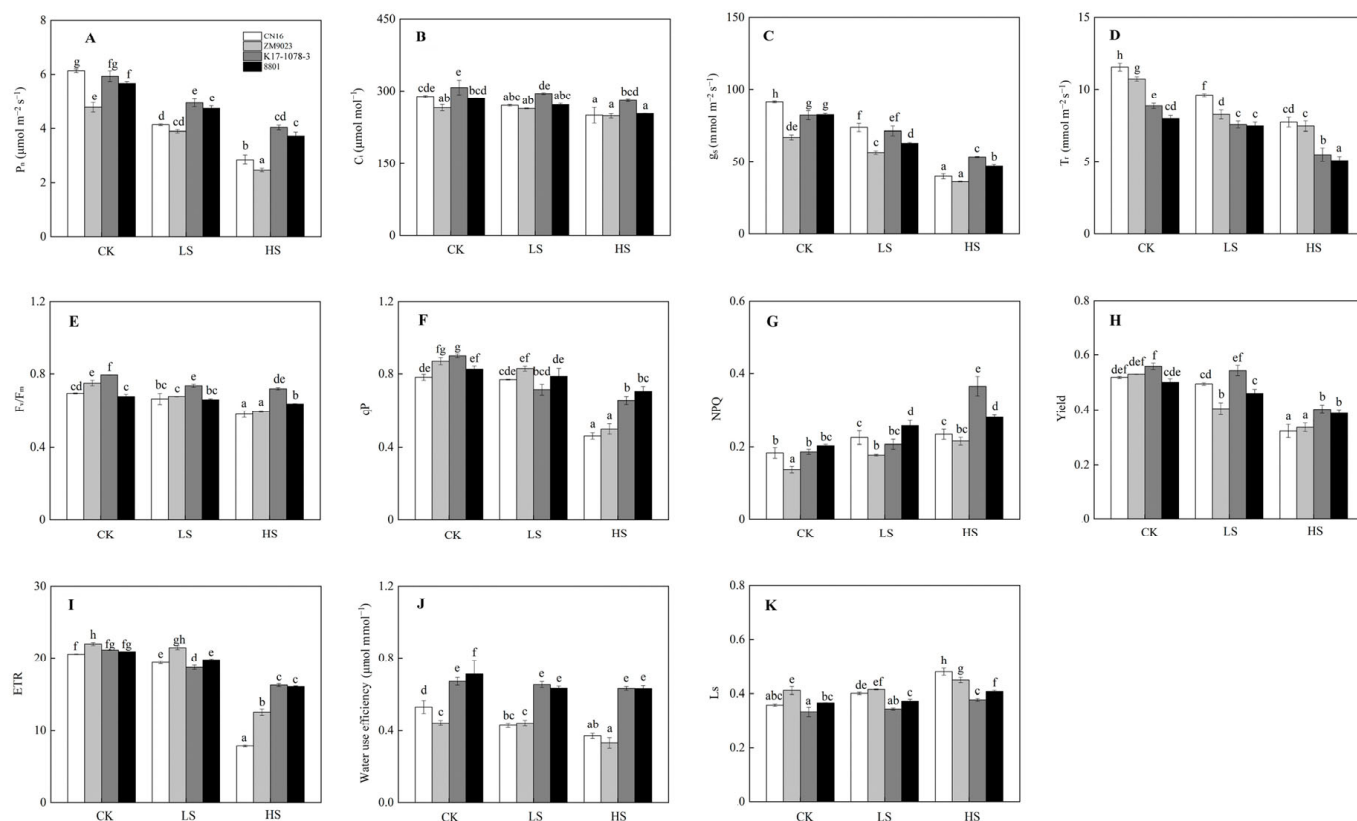 A
CN16
ZM9023
K17-1078-3
8801
Pn (μmol m−2 s−1)
8
6
4
2
0
g e fg f
d cd e e
b a cd c
CK LS HS
B
Ci (μmol mol−1)
450
300
150
0
cde ab e bcd
abc ab de abc
a a bcd a
CK LS HS
C
gs (mmol m−2 s−1)
150
100
50
0
h de g g
f c ef d
a a c b
CK LS HS
D
Tr (mmol m−2 s−1)
15
10
5
0
h g e cd
f d c c
c c b a
CK LS HS
E
Fv/Fm
1.2
0.8
0.4
0
cd e f c
bc c e bc
a a de b
CK LS HS
F
qP
1.2
0.8
0.4
0
de fg g ef
cde ef bcd de
a a b bc
CK LS HS
G
NPQ
0.6
0.4
0.2
0
b a b bc
c b bc d
c bc e d
CK LS HS
H
Yield
0.8
0.6
0.4
0.2
0
def def f cde
cd b ef c
a a b b
CK LS HS
I
ETR
30
20
10
0
f h fg fg
e gh d e
a b c c
CK LS HS
J
Water use efficiency (μmol mmol−1)
1.2
0.8
0.4
0.0
d c e f
bc c e e
ab a e e
CK LS HS
K
Ls
0.8
0.6
0.4
0.2
0
abc e a bc
de ef ab c
h g c f
CK LS HS